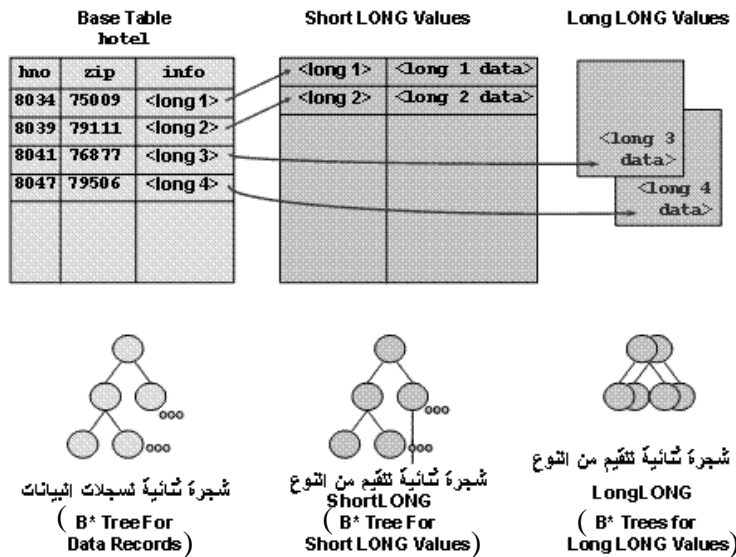 Base Table
hotel
Short LONG Values
Long LONG Values
hno zip info
8034 75009 <long 1>
8039 79111 <long 2>
8041 76877 <long 3>
8047 79506 <long 4>
<long 1> <long 1 data>
<long 2> <long 2 data>
<long 3
data>
<long 4
data>
شجرة ثنائية لسجلات البيانات
( B* Tree For
Data Records )
شجرة ثنائية للقيم من النوع
ShortLONG
( B* Tree For
Short LONG Values )
شجرة ثنائية للقيم من النوع
LongLONG
( B* Trees for
Long LONG Values )